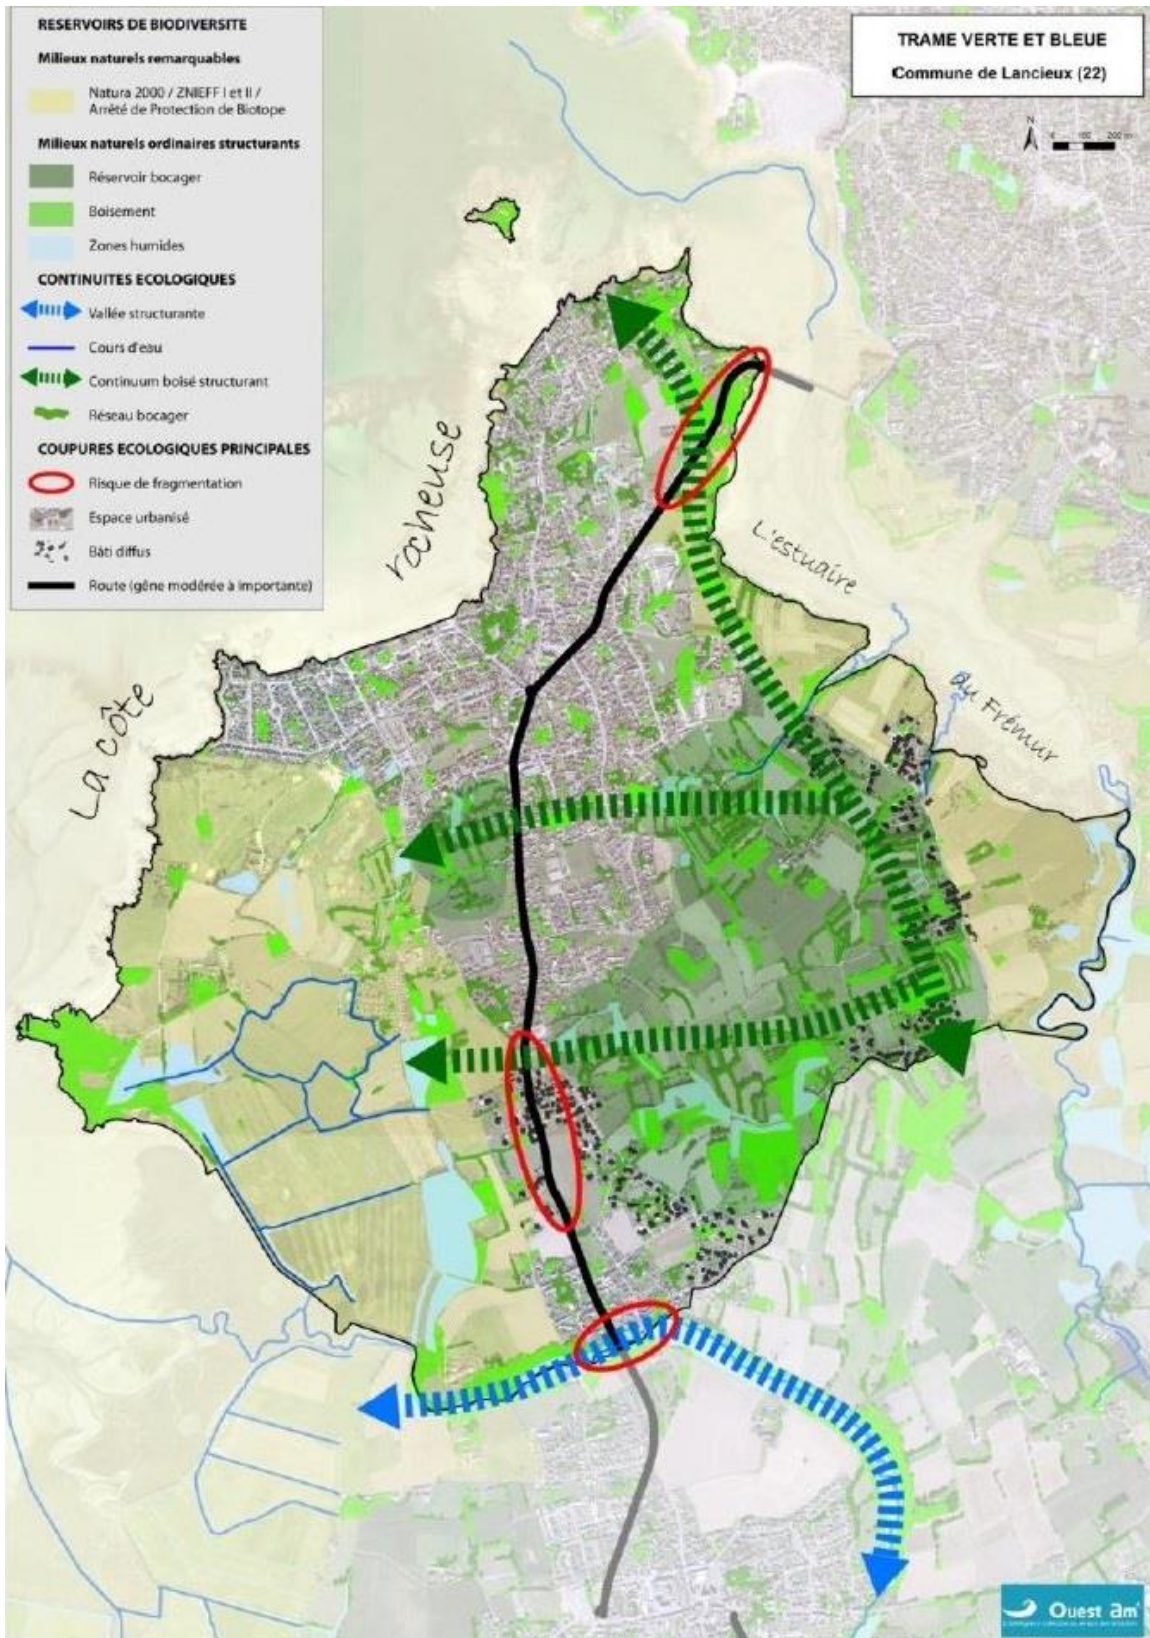 RESERVOIRS DE BIODIVERSITE
Milieux naturels remarquables
Natura 2000 / ZNIEFF I et II /
Arrêté de Protection de Biotope
Milieux naturels ordinaires structurants
Réservoir bocager
Boisement
Zones humides
CONTINUITES ECOLOGIQUES
Vallée structurante
Cours d'eau
Continuum boisé structurant
Réseau bocager
COUPURES ECOLOGIQUES PRINCIPALES
Risque de fragmentation
Espace urbanisé
Bâti diffus
Route (gêne modérée à importante)
TRAME VERTE ET BLEUE
Commune de Lancieux (22)
N
0 100 200 m
La côte
rocheuse
L'estuaire
du Frémur
Ouest am'